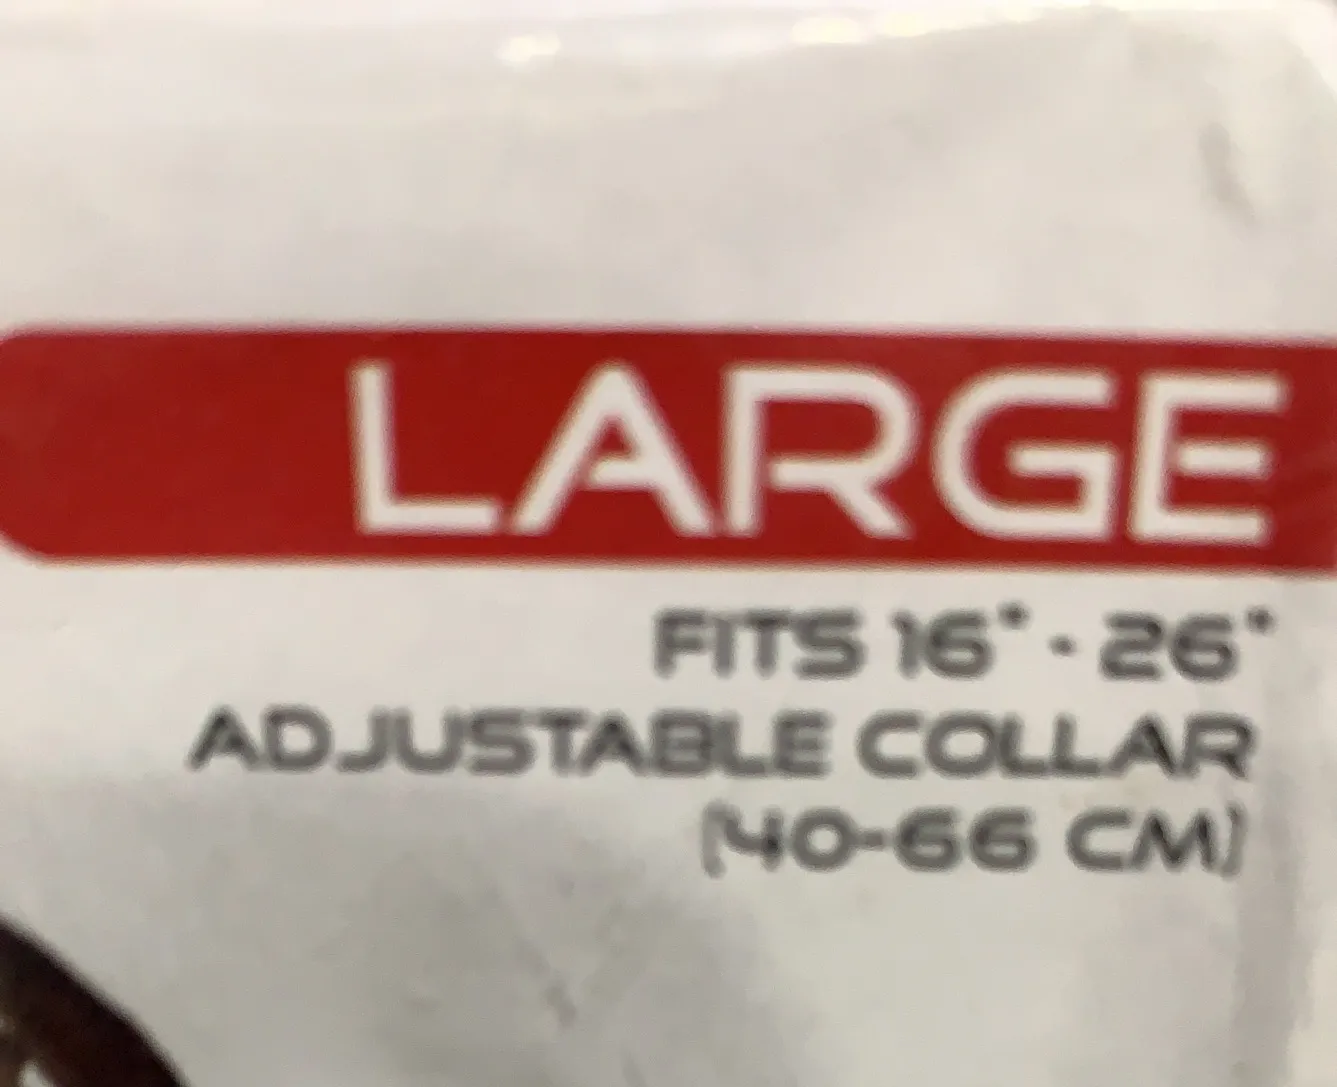 LARGE
FITS 16" - 26"
ADJUSTABLE COLLAR
(40-66 CM)